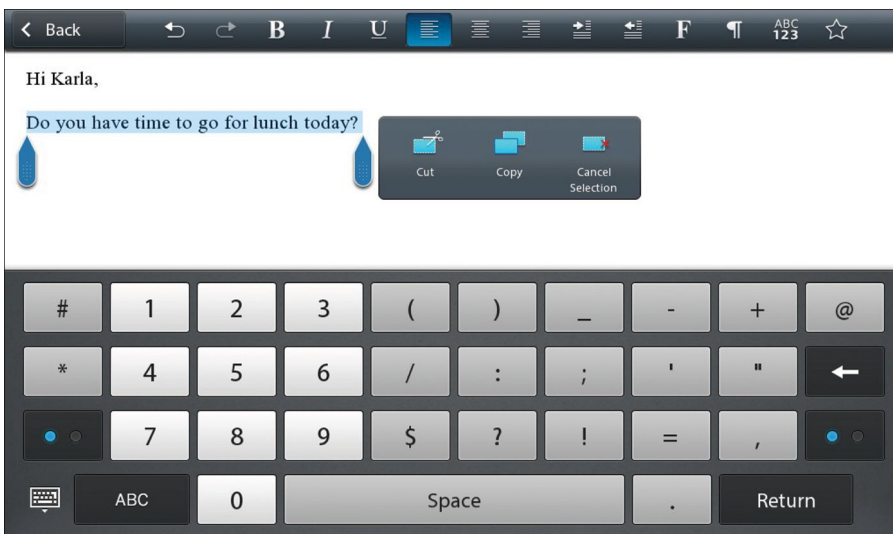 Back B I U F ¶ ABC
123
Hi Karla,
Do you have time to go for lunch today?
Cut Copy Cancel
Selection
# 1 2 3 ( ) _ - + @
* 4 5 6 / : ; ' "
7 8 9 $ ? ! = ,
ABC 0 Space . Return